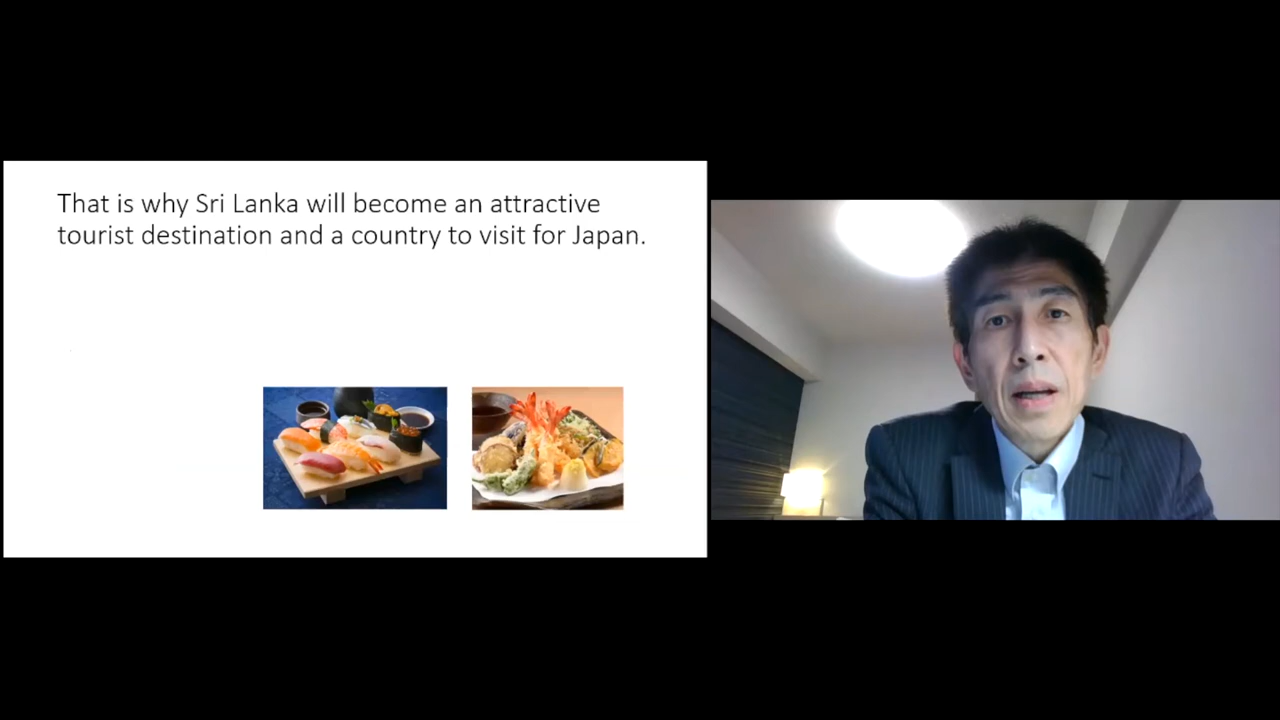 That is why Sri Lanka will become an attractive
tourist destination and a country to visit for Japan.